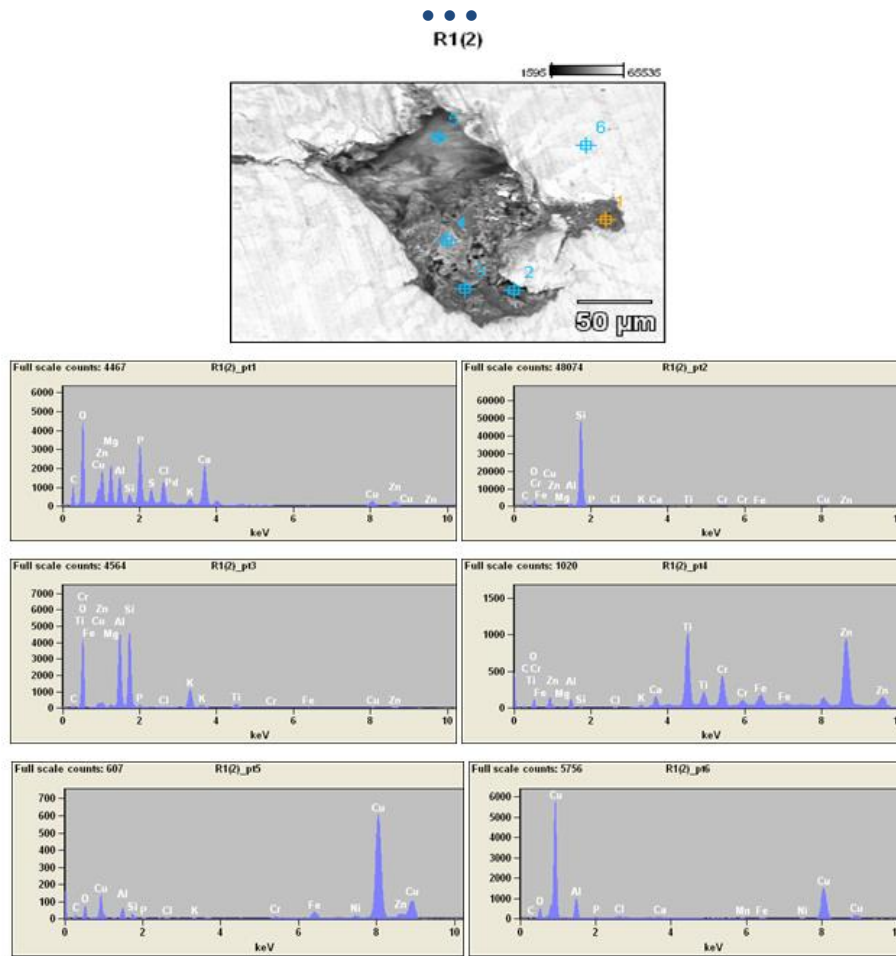 R1(2)
1595 65535
5
6
1
4
3 2
50 µm
Full scale counts: 4467 R1(2)_pt1
6000
5000
4000
3000
2000
1000
0
C O Cu Zn Mg Al Si P S Cl Pd K Ca Cu Zn Cu Zn
0 2 4 6 8 10
keV
Full scale counts: 48074 R1(2)_pt2
60000
50000
40000
30000
20000
10000
0
C O Cr Fe Cu Zn Mg Al Si P Cl K Ca Ti Cr Cr Fe Cu Zn
0 2 4 6 8 1
keV
Full scale counts: 4564 R1(2)_pt3
7000
6000
5000
4000
3000
2000
1000
0
C Cr O Ti Fe Zn Cu Mg Al Si P Cl K K Ti Cr Fe Cu Zn
0 2 4 6 8 10
keV
Full scale counts: 1020 R1(2)_pt4
1500
1000
500
0
C O Cr Ti Fe Zn Mg Al Si Cl K Ca Ti Ti Cr Cr Fe Fe Zn Zn
0 2 4 6 8 1
keV
Full scale counts: 607 R1(2)_pt5
700
600
500
400
300
200
100
0
C O Cu Al Si P Cl K Cr Fe Ni Cu Zn Cu
0 2 4 6 8 10
keV
Full scale counts: 5756 R1(2)_pt6
6000
5000
4000
3000
2000
1000
0
C O Cu Al P Cl Ca Mn Fe Ni Cu Cu
0 2 4 6 8 1
keV